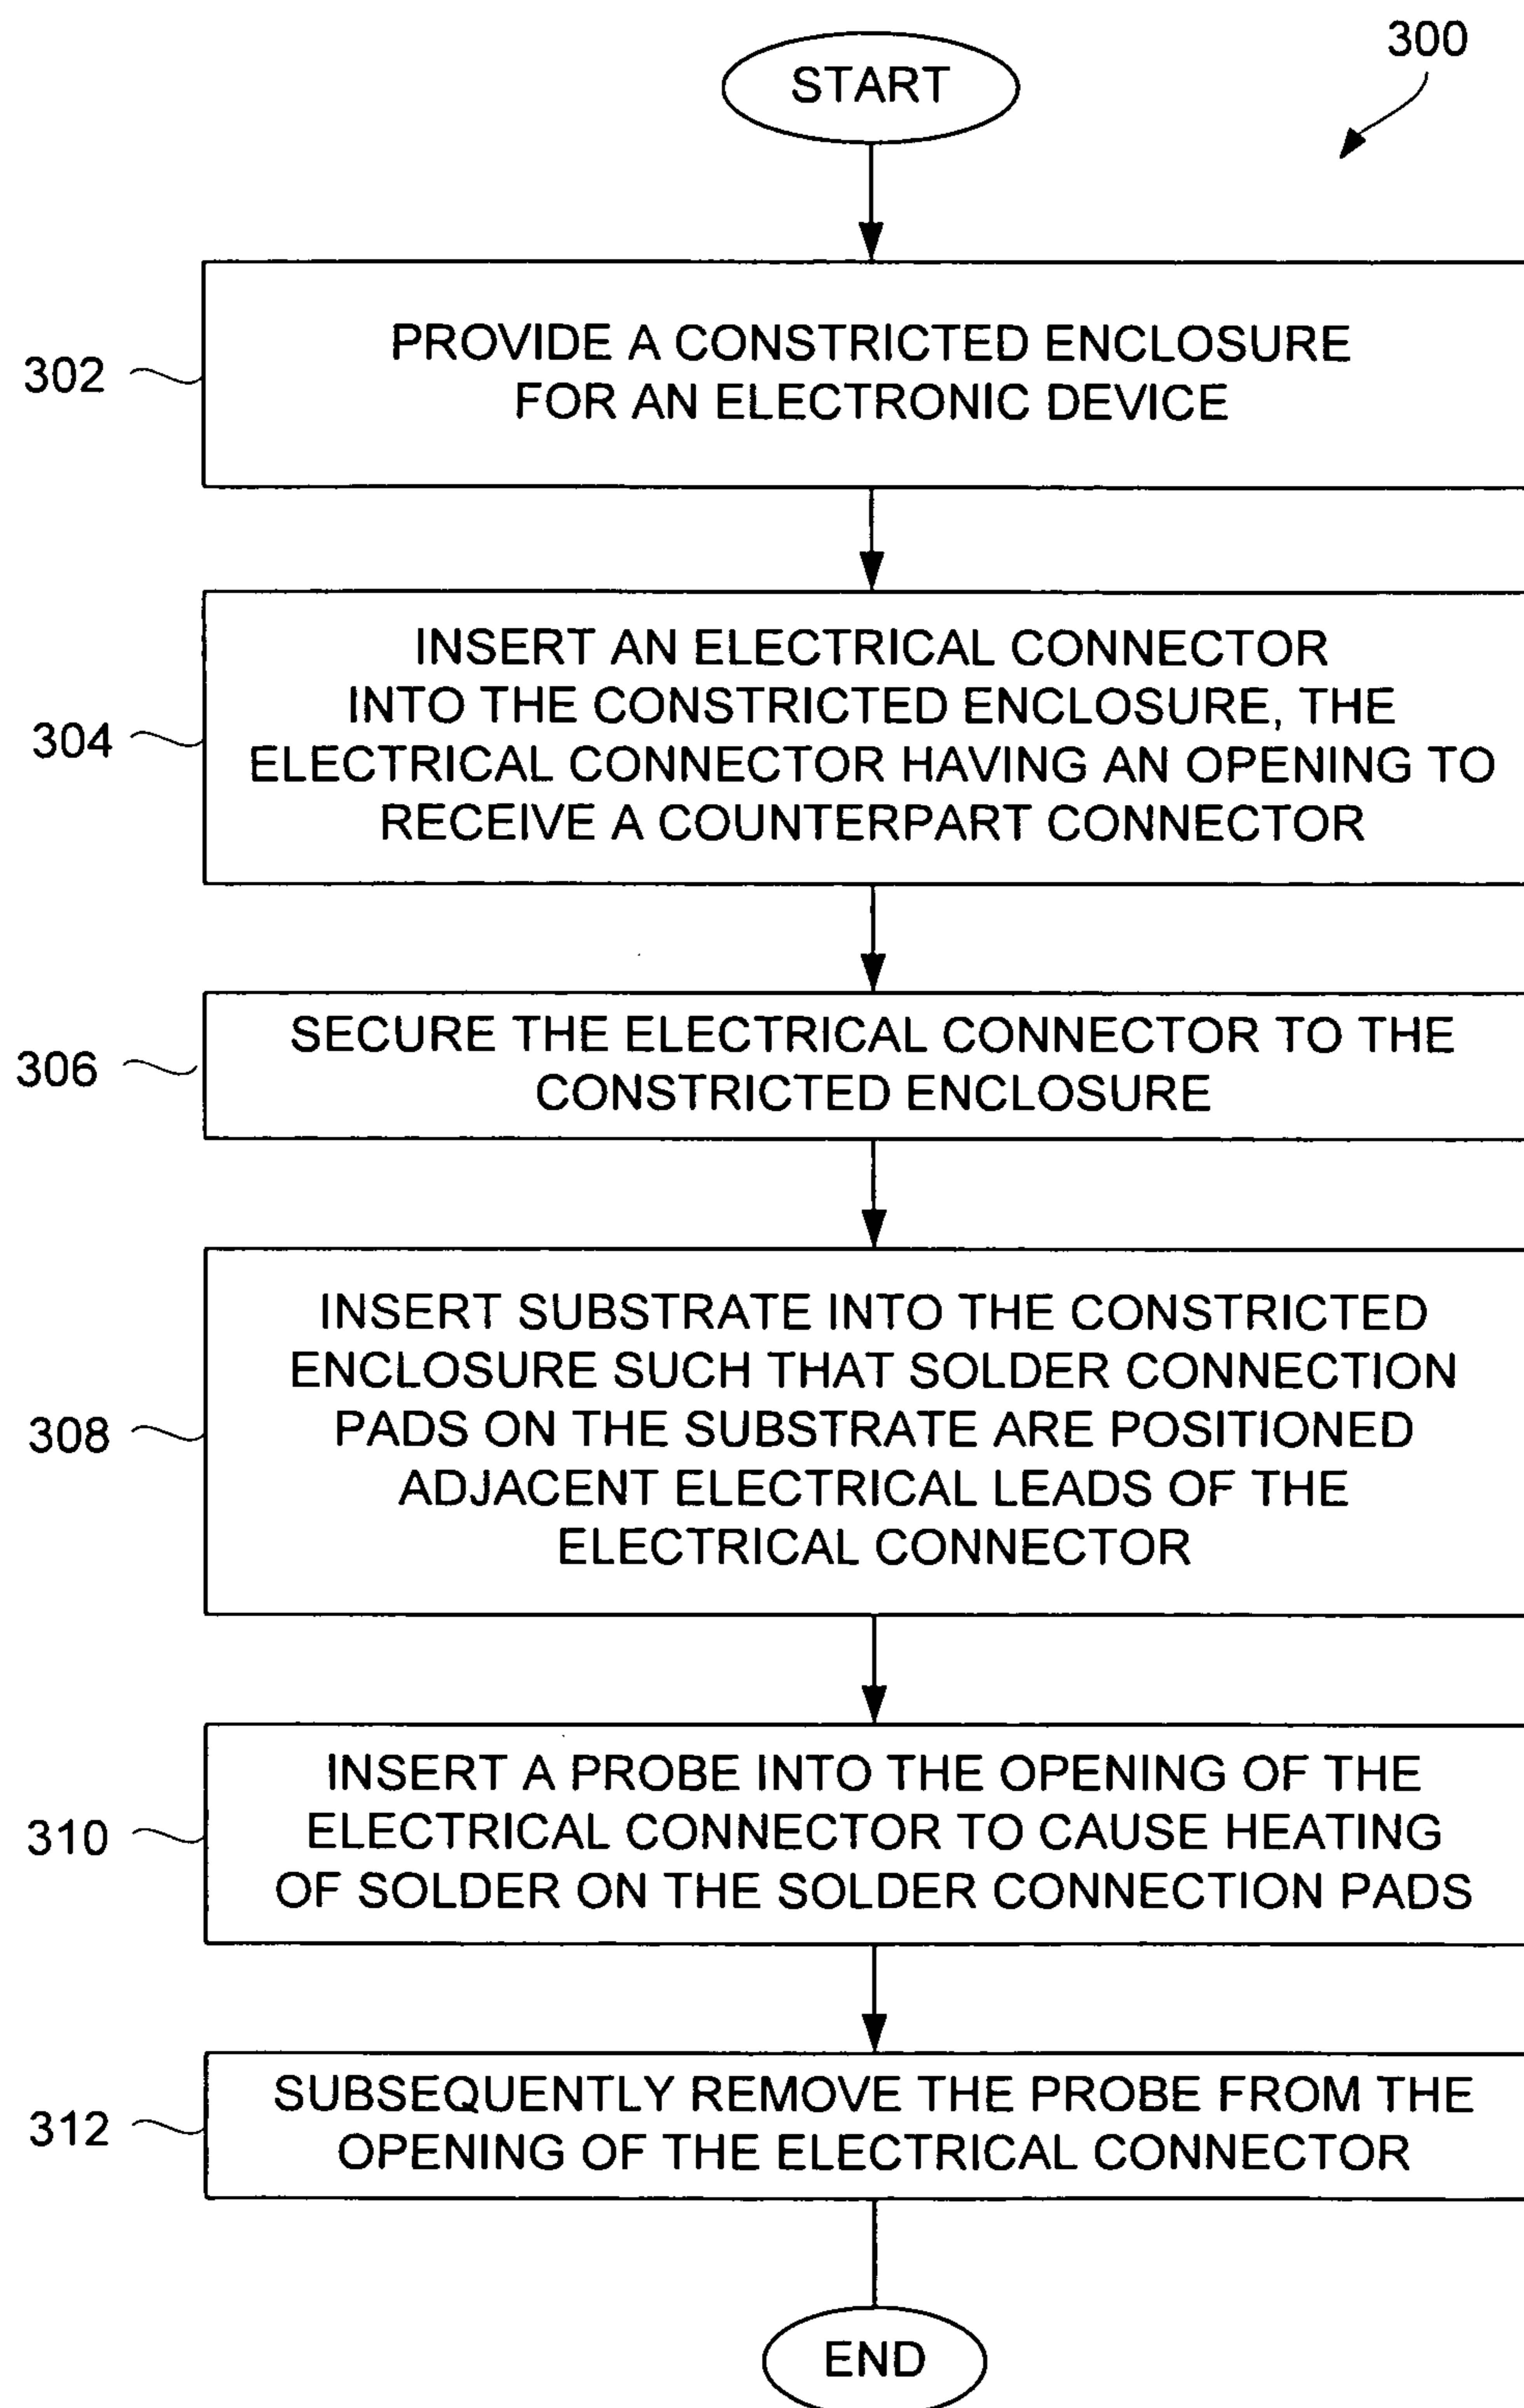 300
START
302
PROVIDE A CONSTRICTED ENCLOSURE
FOR AN ELECTRONIC DEVICE
304
INSERT AN ELECTRICAL CONNECTOR
INTO THE CONSTRICTED ENCLOSURE, THE
ELECTRICAL CONNECTOR HAVING AN OPENING TO
RECEIVE A COUNTERPART CONNECTOR
306
SECURE THE ELECTRICAL CONNECTOR TO THE
CONSTRICTED ENCLOSURE
308
INSERT SUBSTRATE INTO THE CONSTRICTED
ENCLOSURE SUCH THAT SOLDER CONNECTION
PADS ON THE SUBSTRATE ARE POSITIONED
ADJACENT ELECTRICAL LEADS OF THE
ELECTRICAL CONNECTOR
310
INSERT A PROBE INTO THE OPENING OF THE
ELECTRICAL CONNECTOR TO CAUSE HEATING
OF SOLDER ON THE SOLDER CONNECTION PADS
312
SUBSEQUENTLY REMOVE THE PROBE FROM THE
OPENING OF THE ELECTRICAL CONNECTOR
END